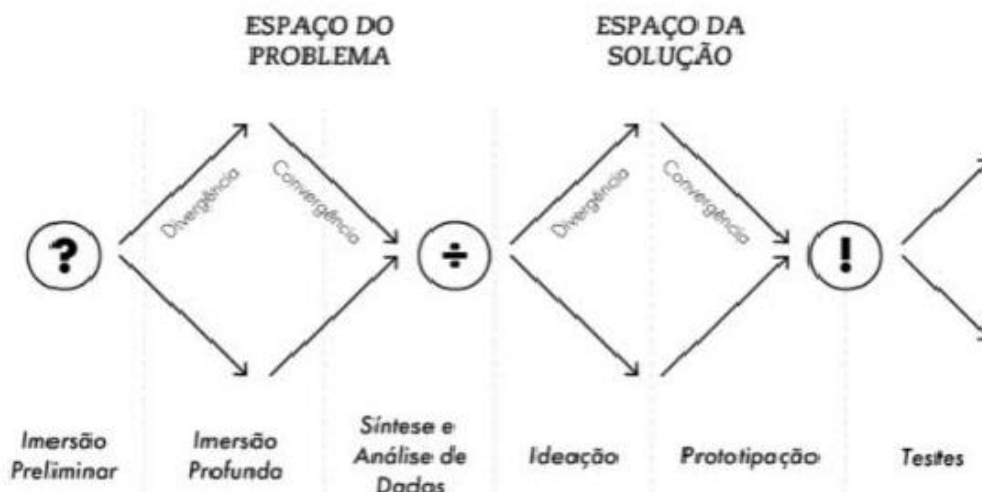 ESPAÇO DO
PROBLEMA
ESPAÇO DA
SOLUÇÃO
Divergência
Convergência
Divergência
Convergência
?
÷
!
Imersão
Preliminar
Imersão
Profunda
Síntese e
Análise de
Dados
Ideação
Prototipação
Testes